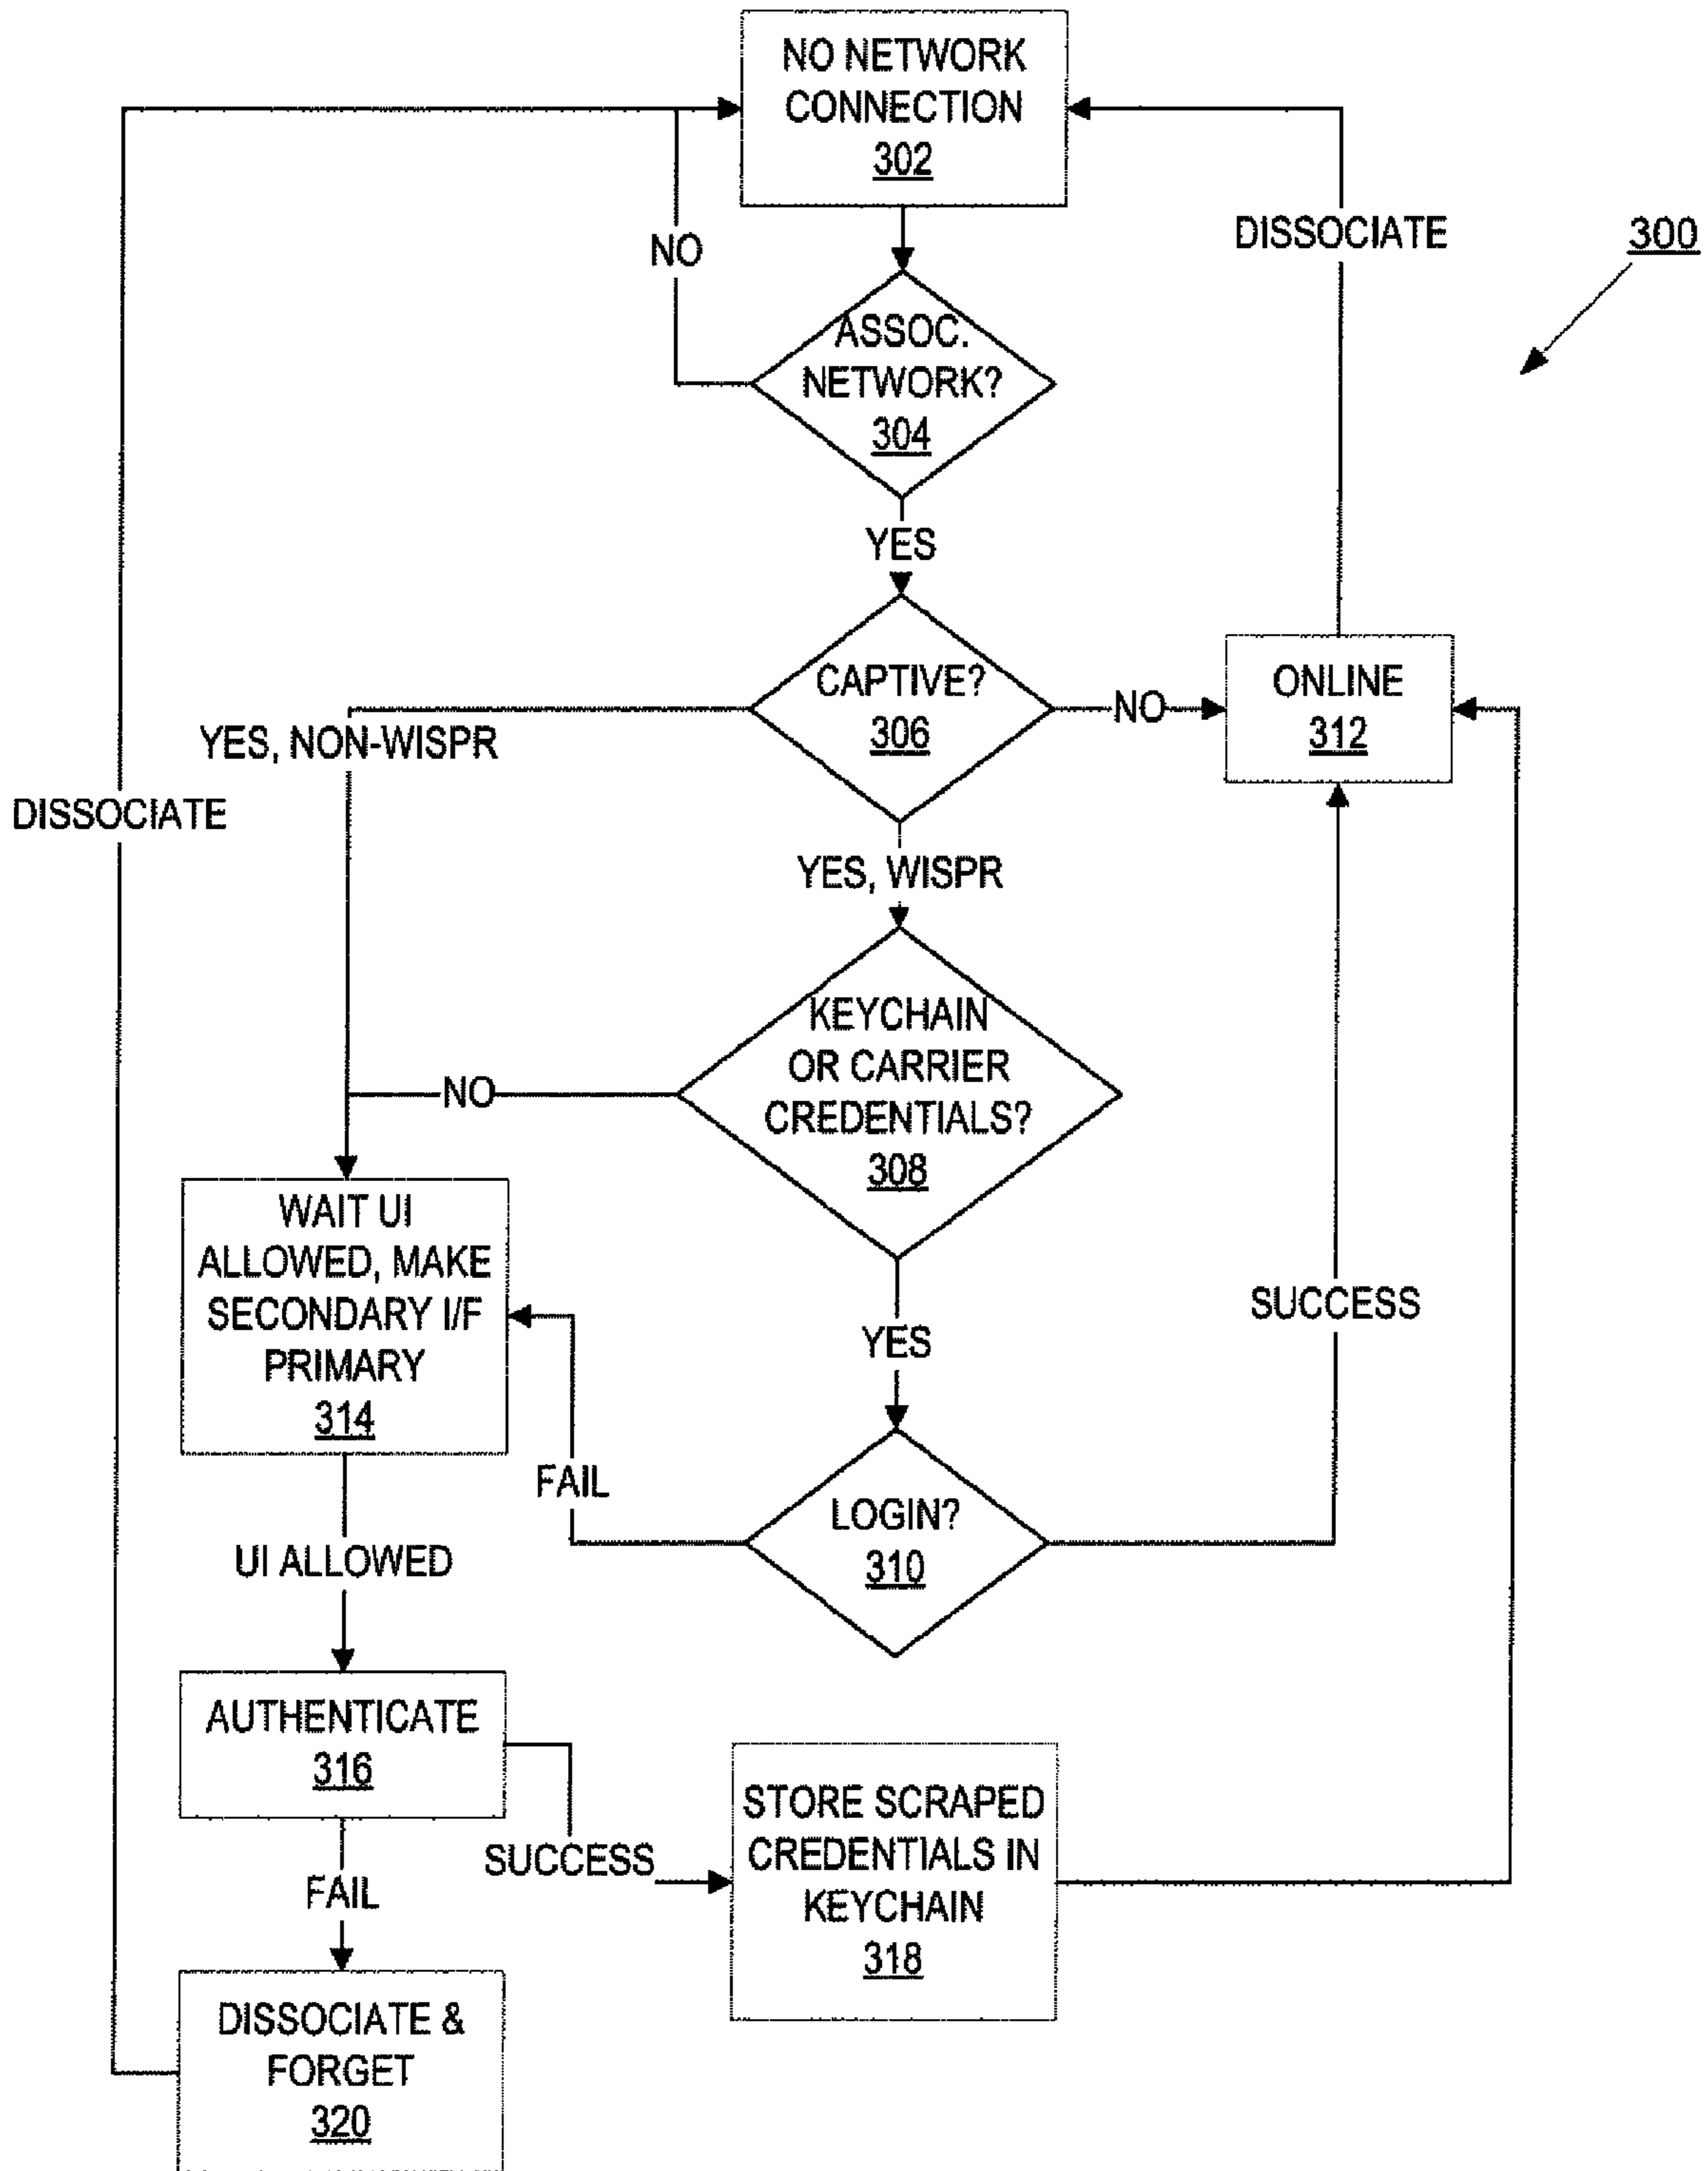 NO NETWORK
CONNECTION
302
NO
DISSOCIATE
300
ASSOC.
NETWORK?
304
YES
CAPTIVE?
306
NO
ONLINE
312
YES, NON-WISPR
DISSOCIATE
YES, WISPR
KEYCHAIN
OR CARRIER
CREDENTIALS?
308
NO
WAIT UI
ALLOWED, MAKE
SECONDARY I/F
PRIMARY
314
YES
SUCCESS
FAIL
LOGIN?
310
UI ALLOWED
AUTHENTICATE
316
SUCCESS
STORE SCRAPED
CREDENTIALS IN
KEYCHAIN
318
FAIL
DISSOCIATE &
FORGET
320